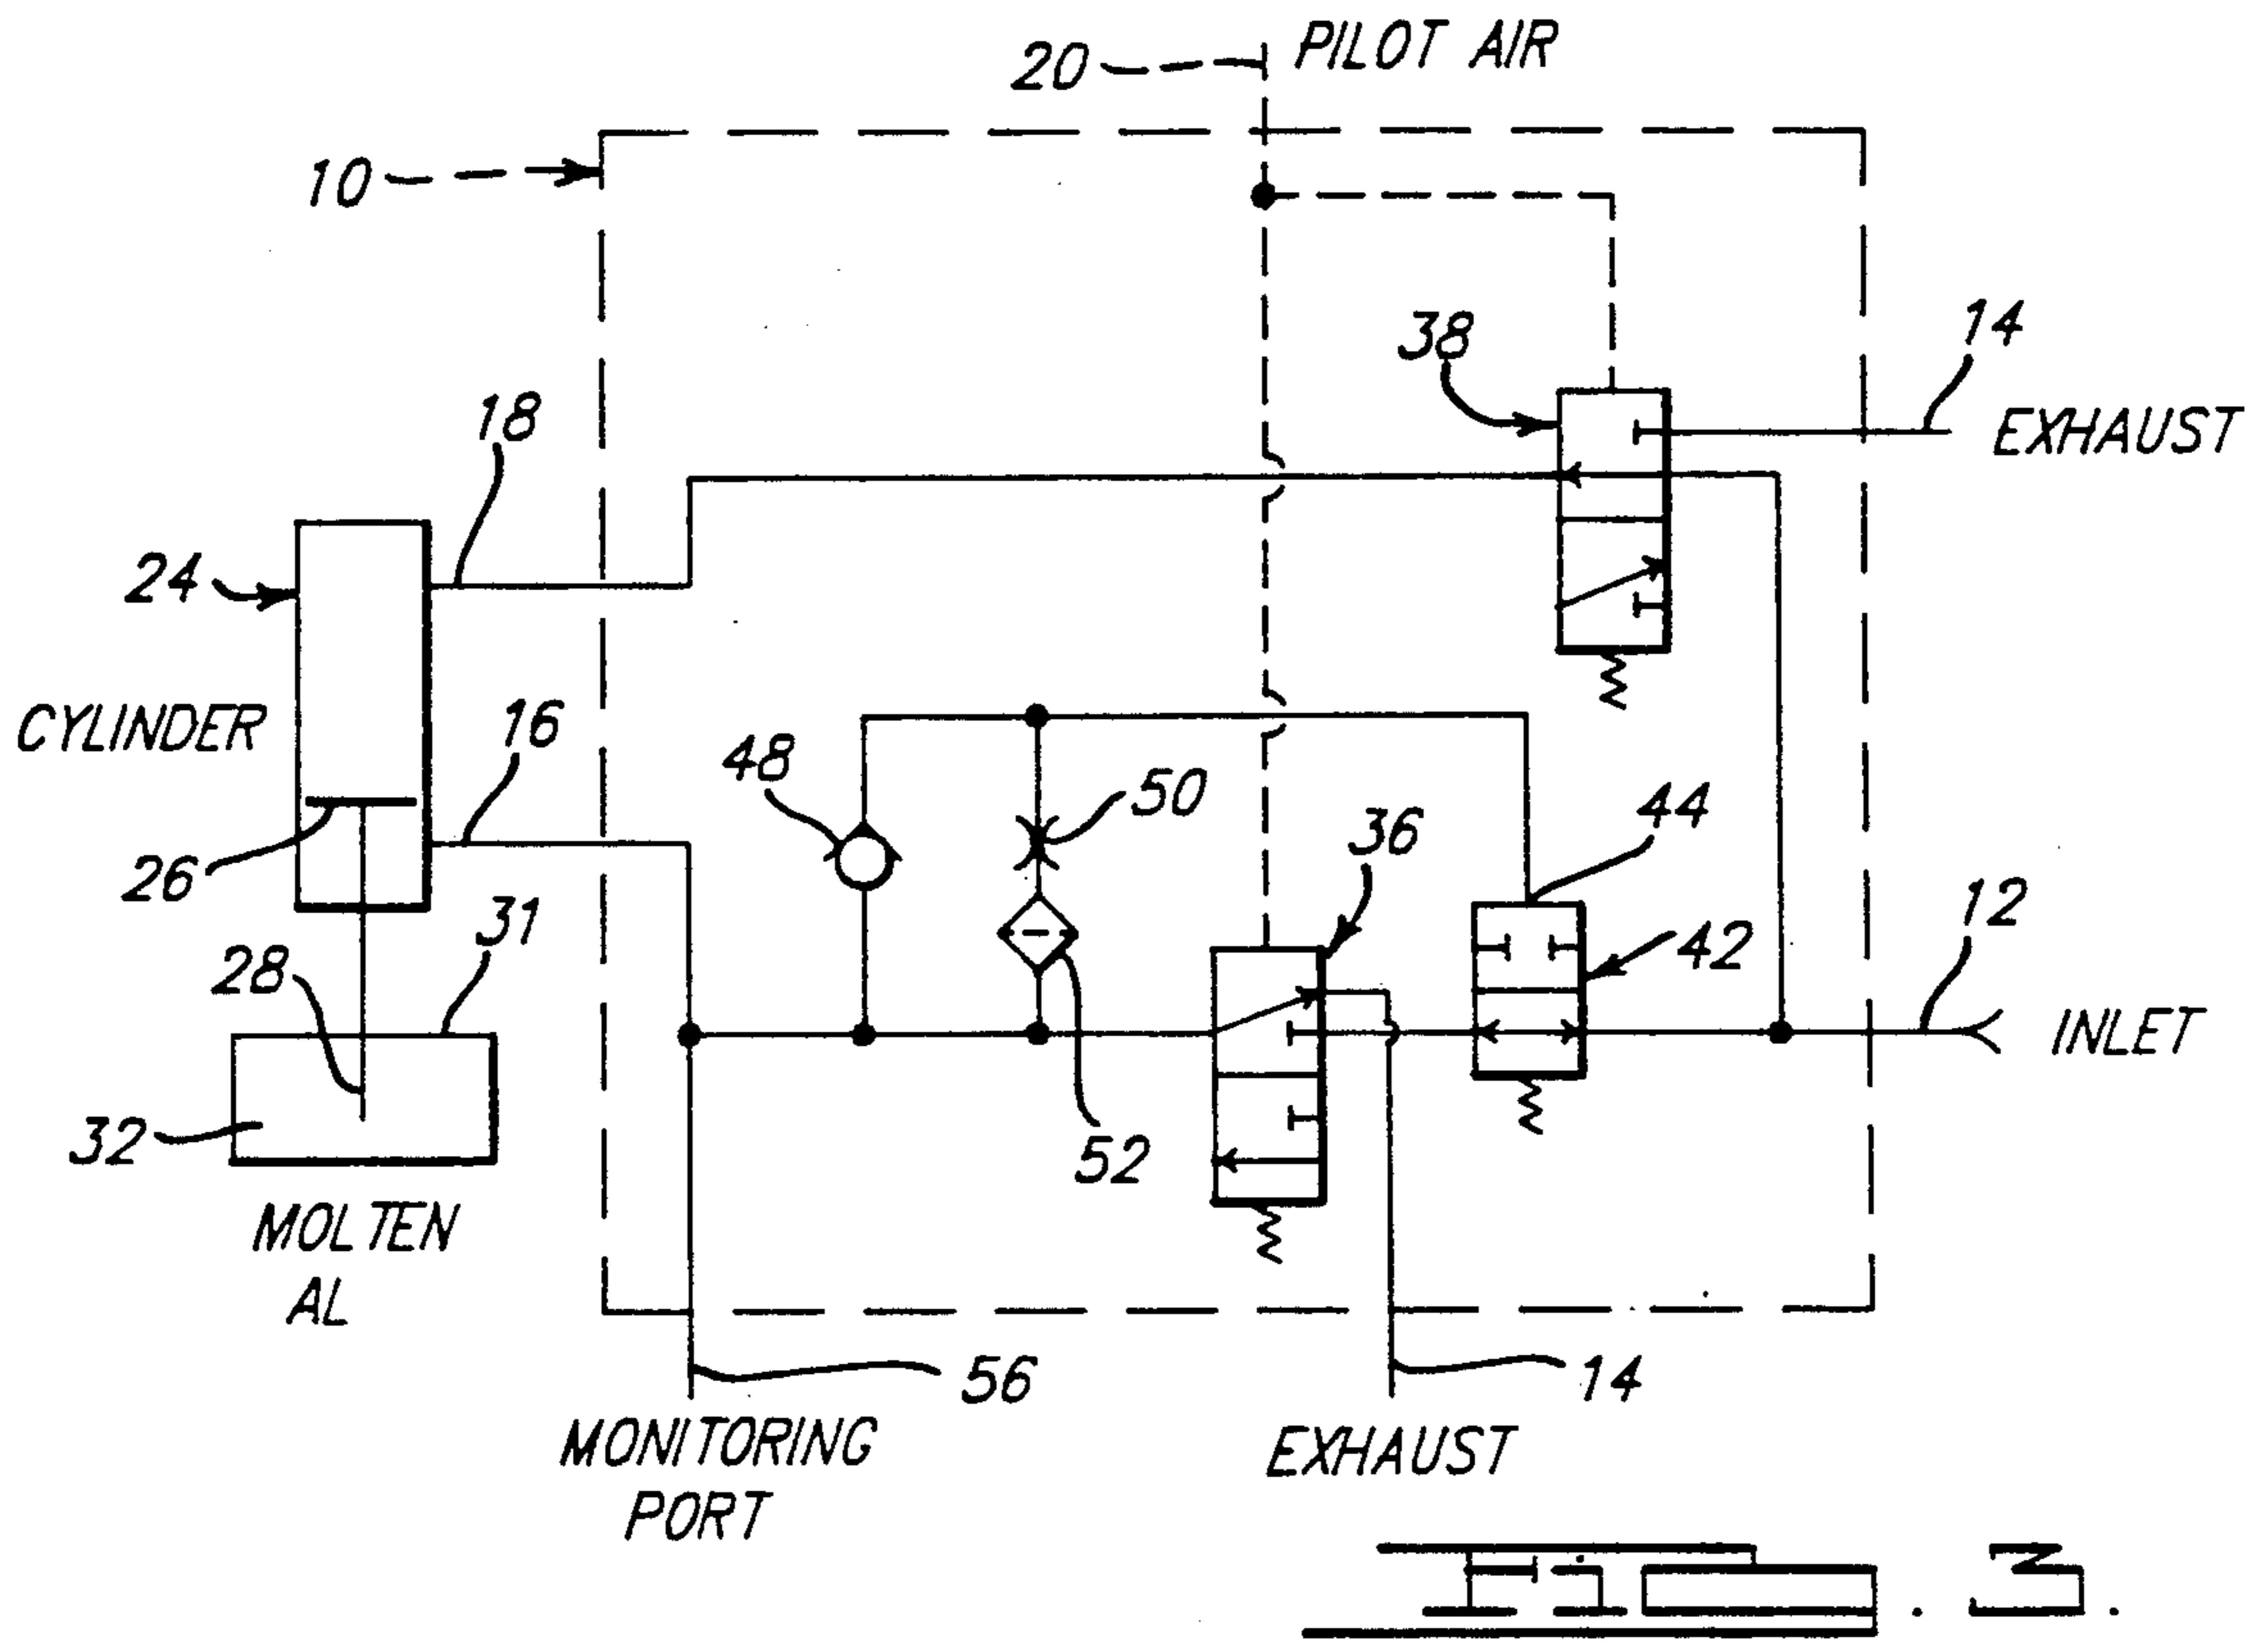 20 PILOT AIR
10
38
14
EXHAUST
18
24
CYLINDER
16
48
50
44
36
26
31
12
42
28
INLET
32
52
MOLTEN
AL
56
14
MONITORING
PORT
EXHAUST
FIG. 3.